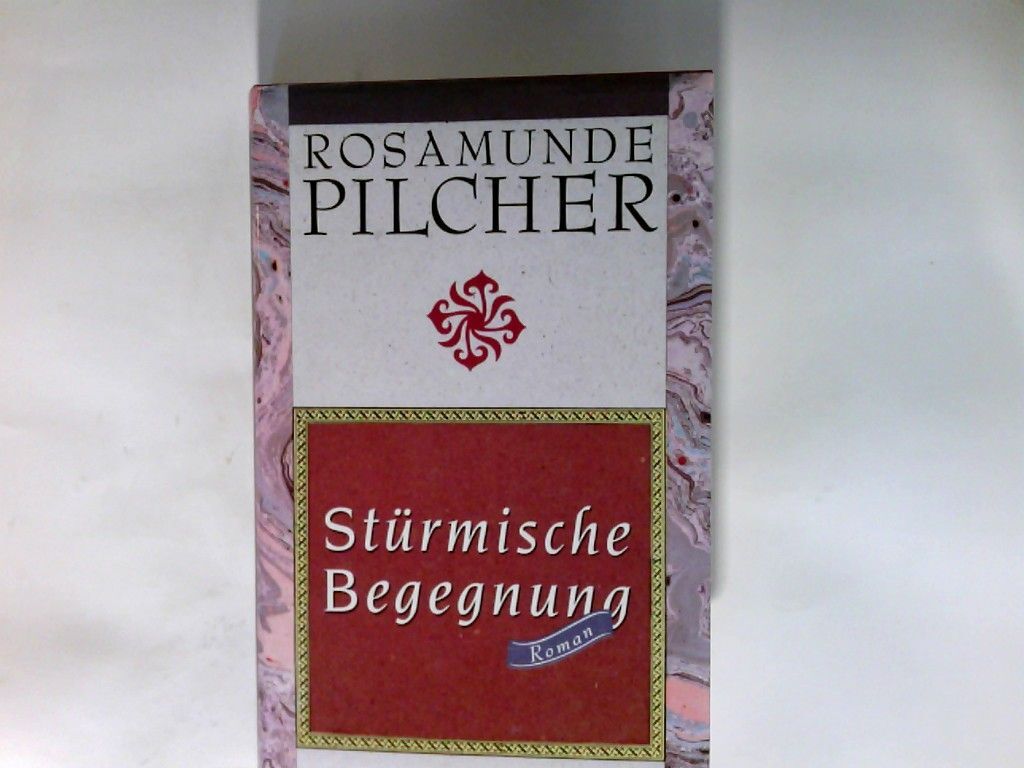 ROSAMUNDE
PILCHER
Stürmische
Begegnung
Roman